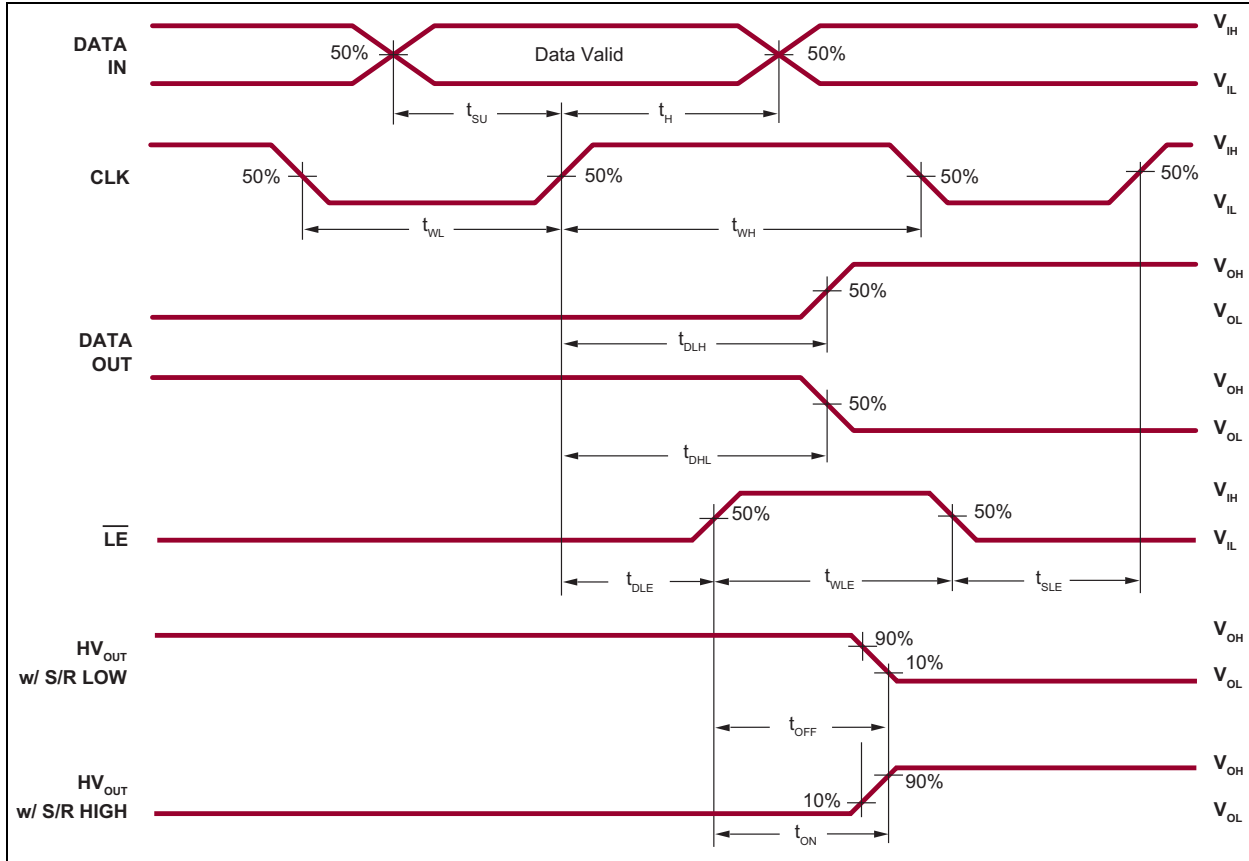 DATA
IN
50%
Data Valid
50%
V_IH
V_IL
t_SU
t_H
CLK
50%
50%
50%
50%
V_IH
V_IL
t_WL
t_WH
DATA
OUT
50%
V_OH
V_OL
t_DLH
50%
V_OH
V_OL
t_DHL
L̅E̅
50%
50%
V_IH
V_IL
t_DLE
t_WLE
t_SLE
HV_OUT
w/ S/R LOW
90%
10%
V_OH
V_OL
t_OFF
HV_OUT
w/ S/R HIGH
10%
90%
V_OH
V_OL
t_ON